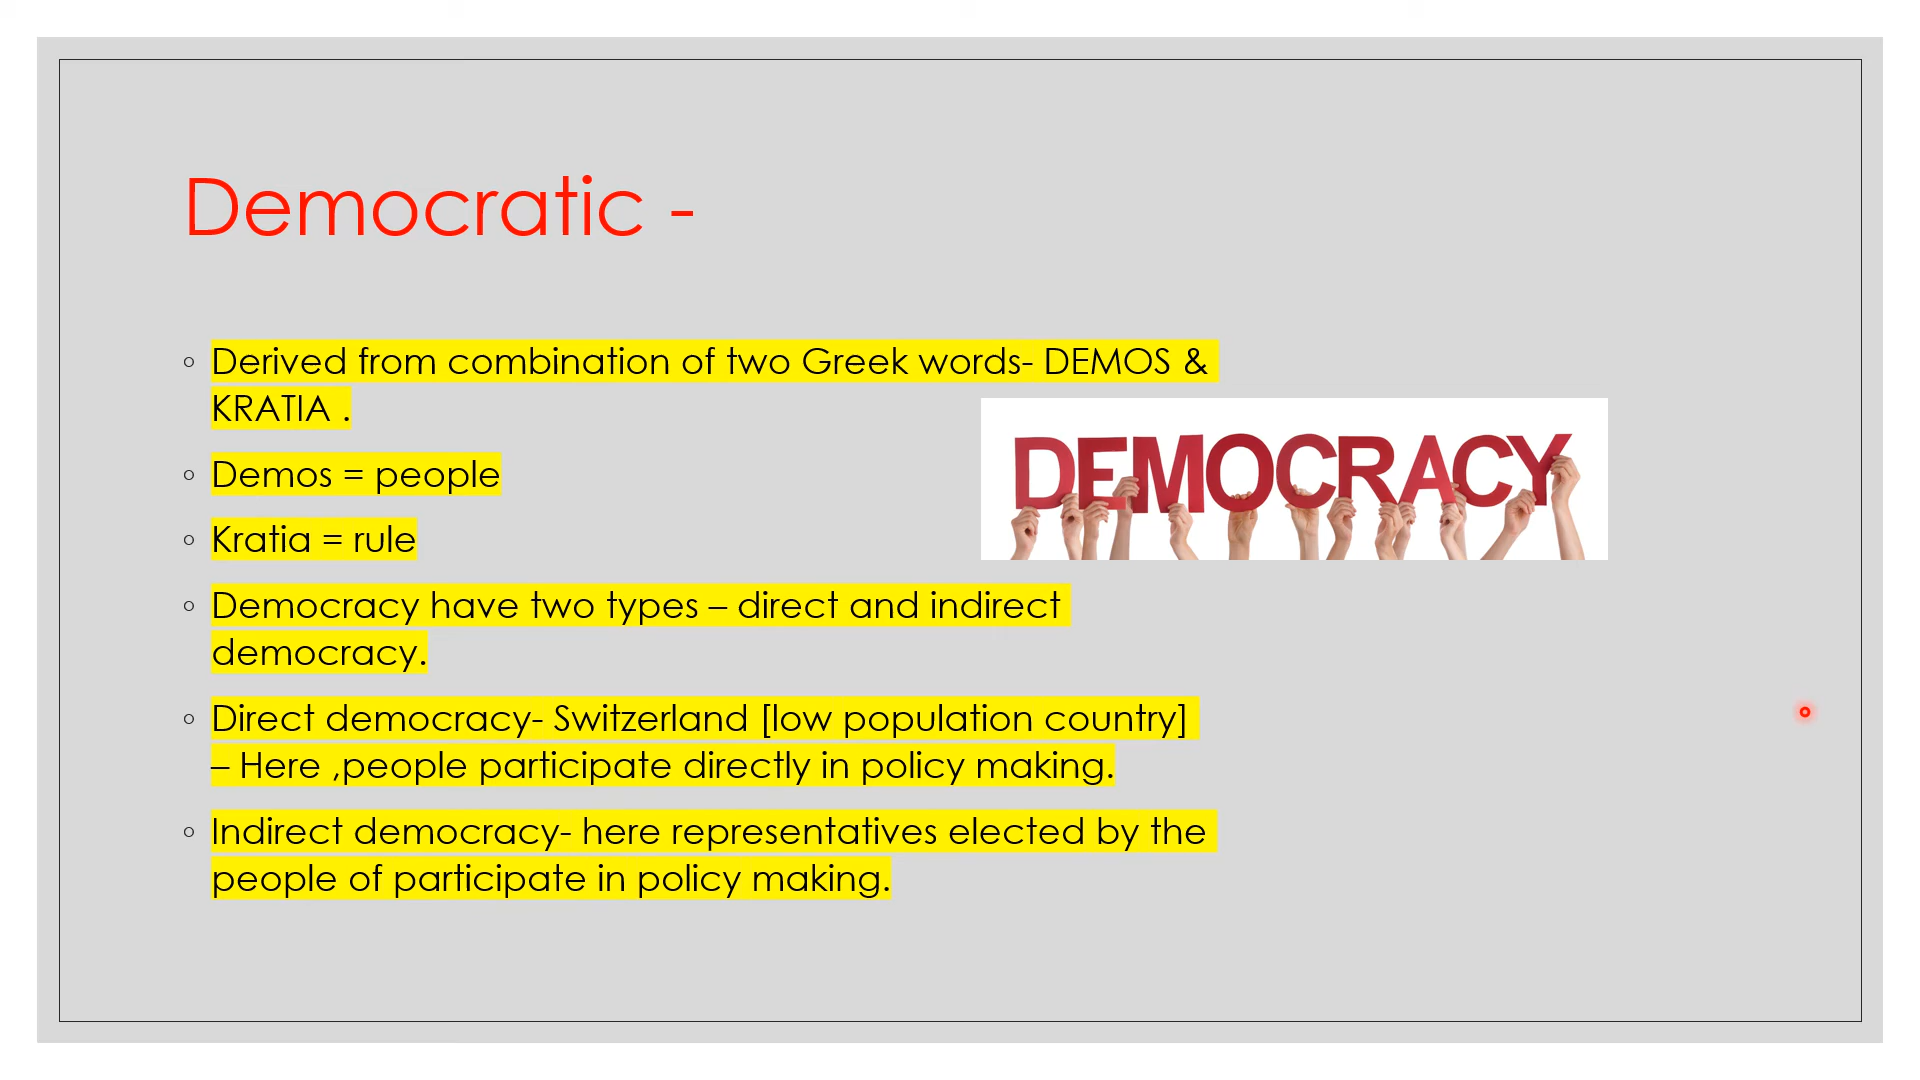 Democratic -
Derived from combination of two Greek words- DEMOS &
KRATIA .
DEMOCRACY
Demos = people
Kratia = rule
Democracy have two types – direct and indirect
democracy.
Direct democracy- Switzerland [low population country]
– Here ,people participate directly in policy making.
Indirect democracy- here representatives elected by the
people of participate in policy making.